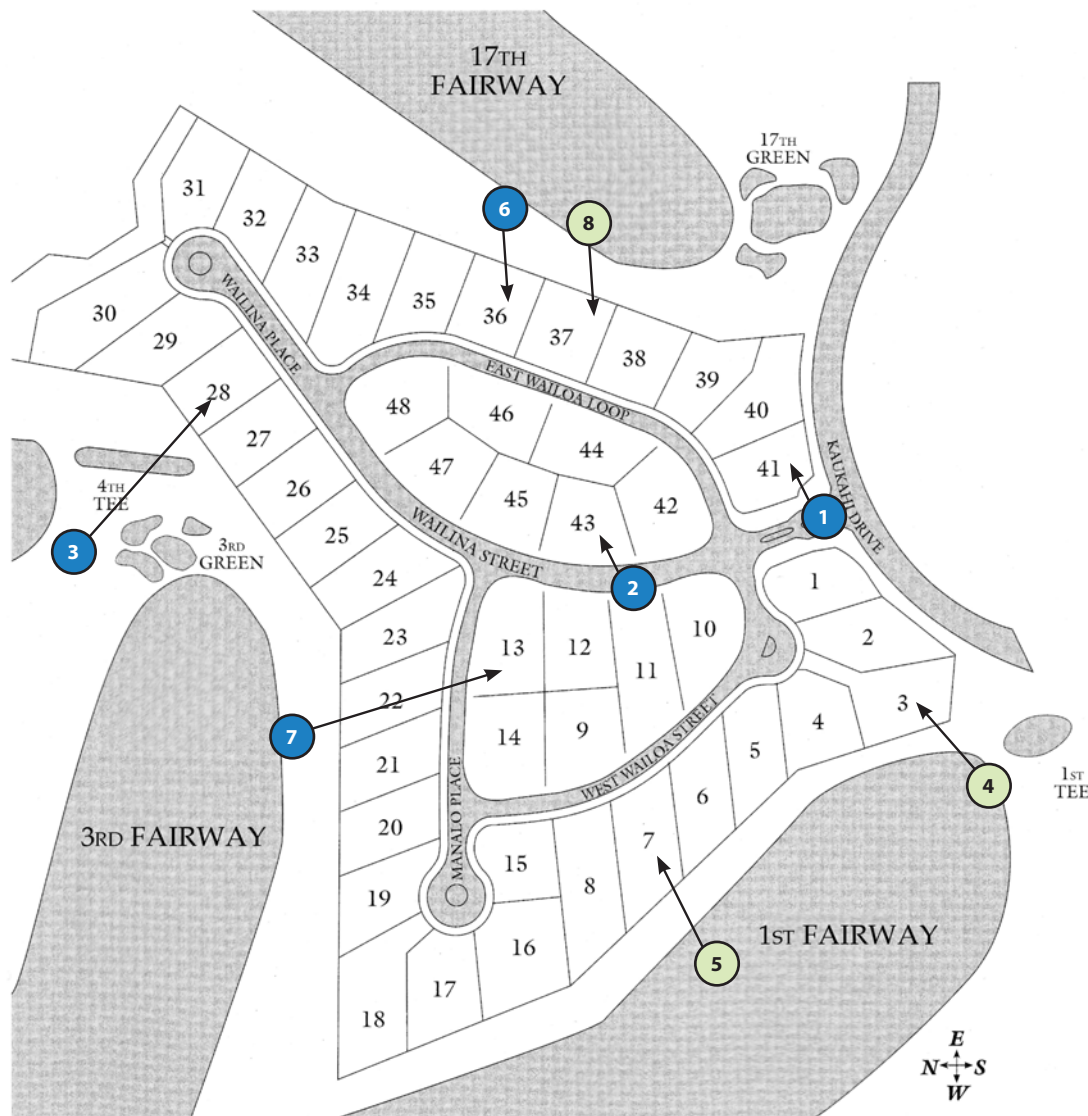 17TH
FAIRWAY
17TH
GREEN
31
6
32
8
33
34
35
36
30
29
WAILINA PLACE
37
38
EAST WAILOA LOOP
39
28
48
46
40
27
44
KAUKAHI DRIVE
47
41
4TH
TEE
26
45
42
1
3
3RD
GREEN
25
WAILINA STREET
43
24
2
1
23
13
12
10
2
22
11
3
7
14
9
WEST WAILOA STREET
4
21
5
4
1ST
TEE
20
6
3RD FAIRWAY
MANALO PLACE
7
15
19
8
16
1ST FAIRWAY
5
17
18
E
N S
W